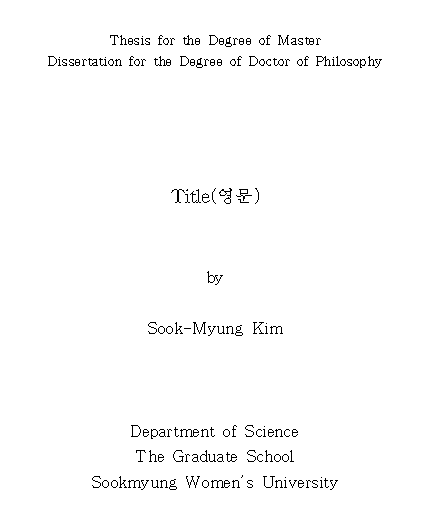 Thesis for the Degree of Master
Dissertation for the Degree of Doctor of Philosophy
Title(영문)
by
Sook-Myung Kim
Department of Science
The Graduate School
Sookmyung Women's University